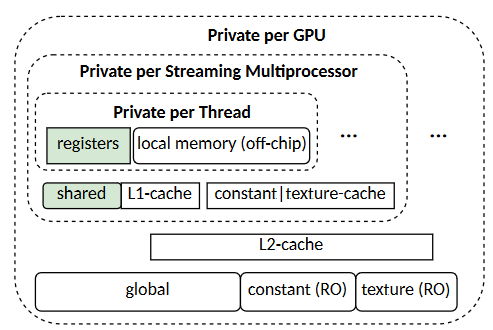 Private per GPU
Private per Streaming Multiprocessor
Private per Thread
registers local memory (off-chip)
... ...
shared L1-cache constant|texture-cache
L2-cache
global constant (RO) texture (RO)